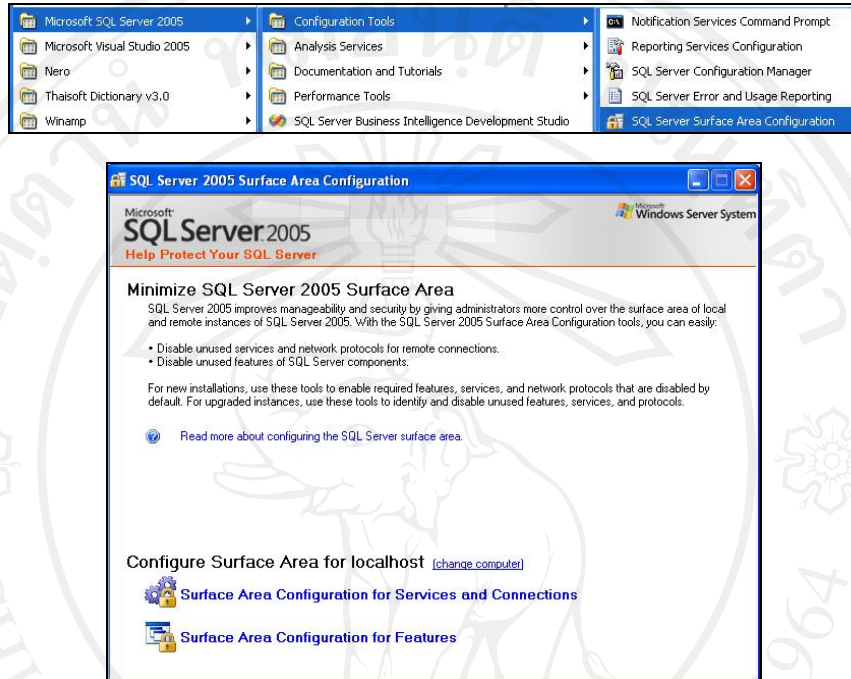 Microsoft SQL Server 2005
Microsoft Visual Studio 2005
Nero
Thaisoft Dictionary v3.0
Winamp
Configuration Tools
Analysis Services
Documentation and Tutorials
Performance Tools
SQL Server Business Intelligence Development Studio
Notification Services Command Prompt
Reporting Services Configuration
SQL Server Configuration Manager
SQL Server Error and Usage Reporting
SQL Server Surface Area Configuration
SQL Server 2005 Surface Area Configuration
Microsoft
SQL Server 2005
Help Protect Your SQL Server
Microsoft
Windows Server System
Minimize SQL Server 2005 Surface Area
SQL Server 2005 improves manageability and security by giving administrators more control over the surface area of local
and remote instances of SQL Server 2005. With the SQL Server 2005 Surface Area Configuration tools, you can easily:
• Disable unused services and network protocols for remote connections.
• Disable unused features of SQL Server components.
For new installations, use these tools to enable required features, services, and network protocols that are disabled by
default. For upgraded instances, use these tools to identify and disable unused features, services, and protocols.
Read more about configuring the SQL Server surface area.
Configure Surface Area for localhost (change computer)
Surface Area Configuration for Services and Connections
Surface Area Configuration for Features
964